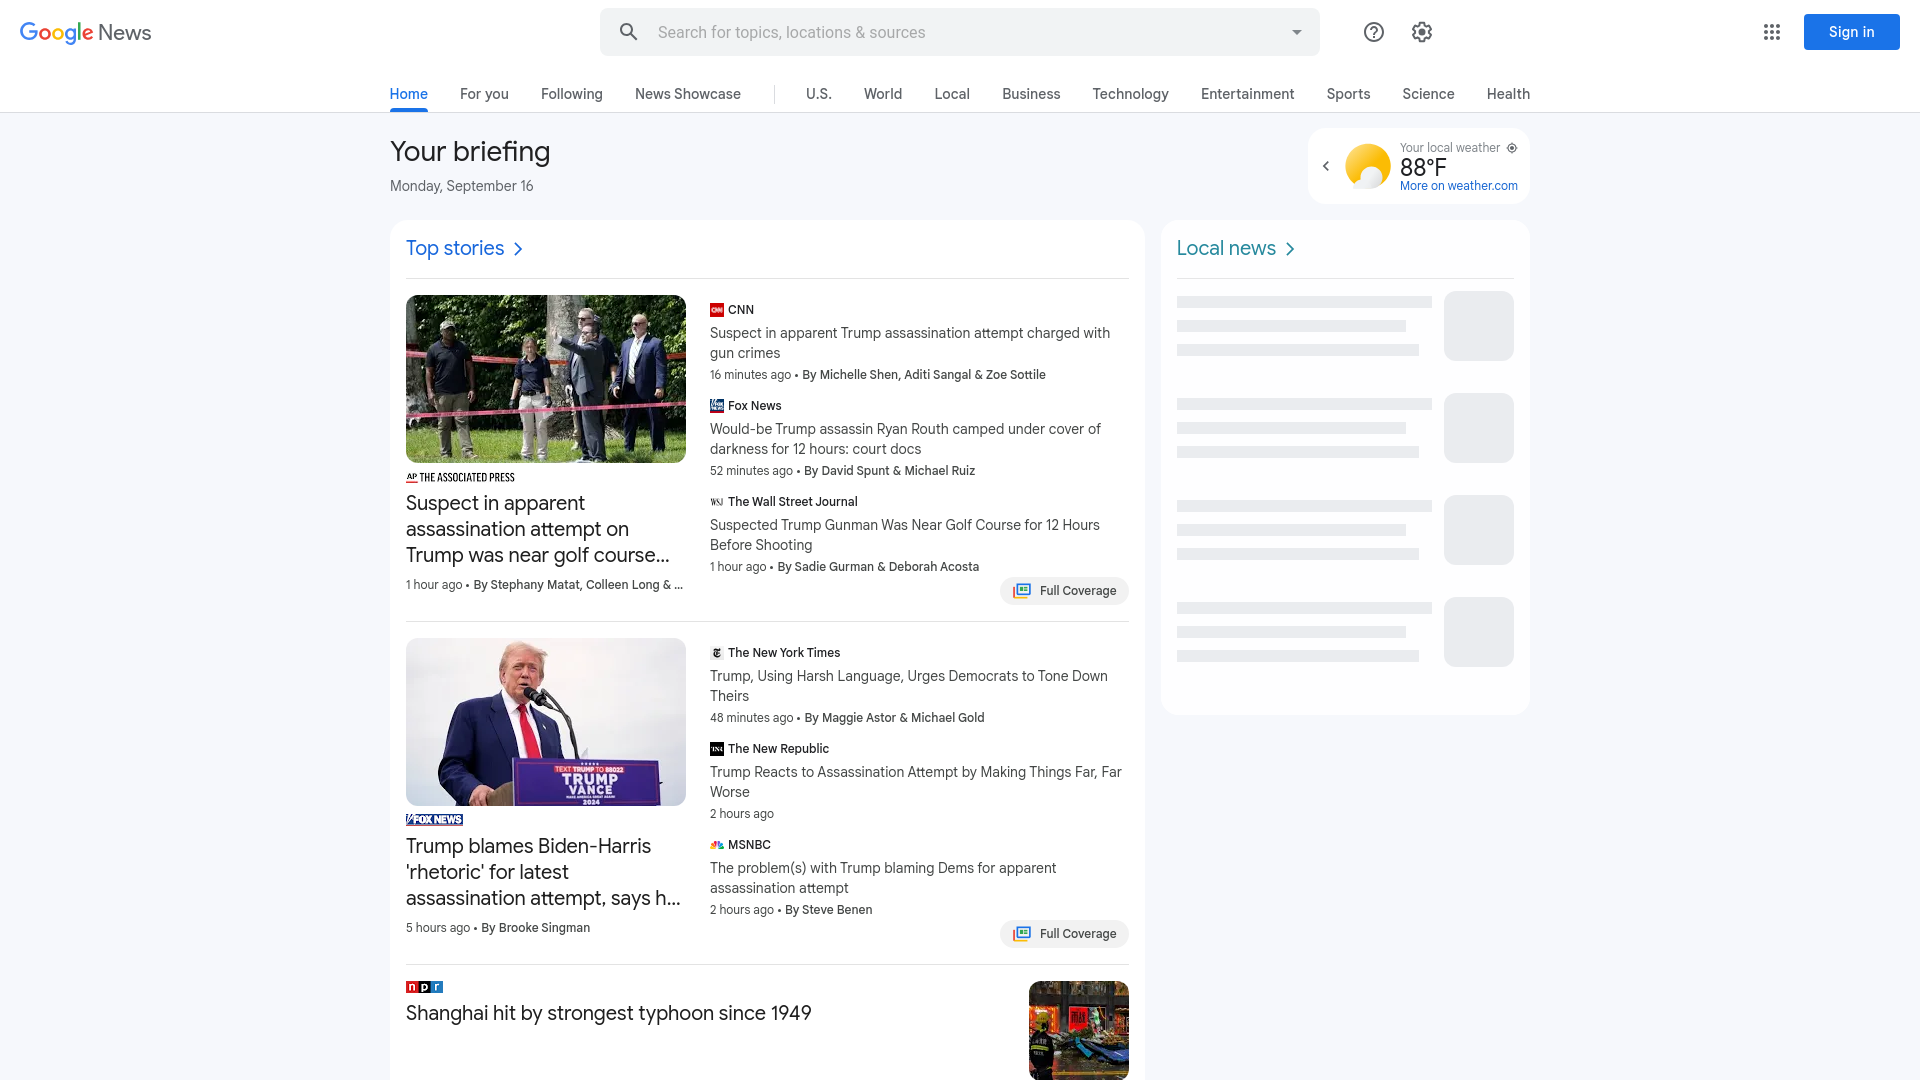 Google News
Search for topics, locations & sources
Sign in
Home
For you
Following
News Showcase
U.S.
World
Local
Business
Technology
Entertainment
Sports
Science
Health
Your briefing
Monday, September 16
Your local weather
88°F
More on weather.com
Top stories
AP THE ASSOCIATED PRESS
Suspect in apparent
assassination attempt on
Trump was near golf course...
1 hour ago • By Stephany Matat, Colleen Long & ...
CNN
Suspect in apparent Trump assassination attempt charged with
gun crimes
16 minutes ago • By Michelle Shen, Aditi Sangal & Zoe Sottile
Fox News
Would-be Trump assassin Ryan Routh camped under cover of
darkness for 12 hours: court docs
52 minutes ago • By David Spunt & Michael Ruiz
WSJ The Wall Street Journal
Suspected Trump Gunman Was Near Golf Course for 12 Hours
Before Shooting
1 hour ago • By Sadie Gurman & Deborah Acosta
Full Coverage
TEXT TRUMP TO 88022
TRUMP
VANCE
MAKE AMERICA GREAT AGAIN!
2024
FOX NEWS
Trump blames Biden-Harris
'rhetoric' for latest
assassination attempt, says h...
5 hours ago • By Brooke Singman
The New York Times
Trump, Using Harsh Language, Urges Democrats to Tone Down
Theirs
48 minutes ago • By Maggie Astor & Michael Gold
TNR The New Republic
Trump Reacts to Assassination Attempt by Making Things Far, Far
Worse
2 hours ago
MSNBC
The problem(s) with Trump blaming Dems for apparent
assassination attempt
2 hours ago • By Steve Benen
Full Coverage
npr
Shanghai hit by strongest typhoon since 1949
Local news